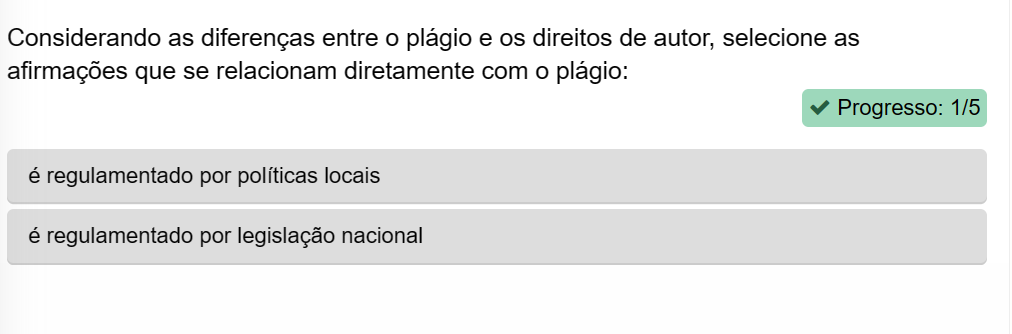 Considerando as diferenças entre o plágio e os direitos de autor, selecione as
afirmações que se relacionam diretamente com o plágio:
Progresso: 1/5
é regulamentado por políticas locais
é regulamentado por legislação nacional